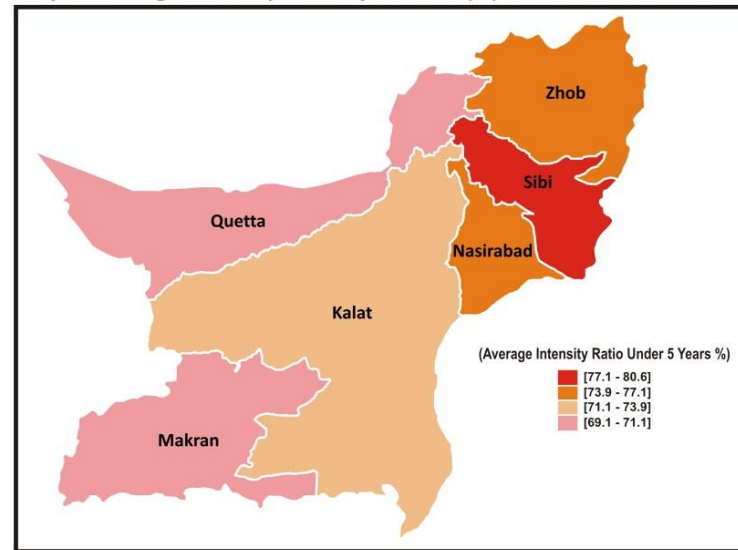 Zhob
Sibi
Quetta
Nasirabad
Kalat
(Average Intensity Ratio Under 5 Years %)
[77.1 - 80.6]
[73.9 - 77.1]
[71.1 - 73.9]
[69.1 - 71.1]
Makran